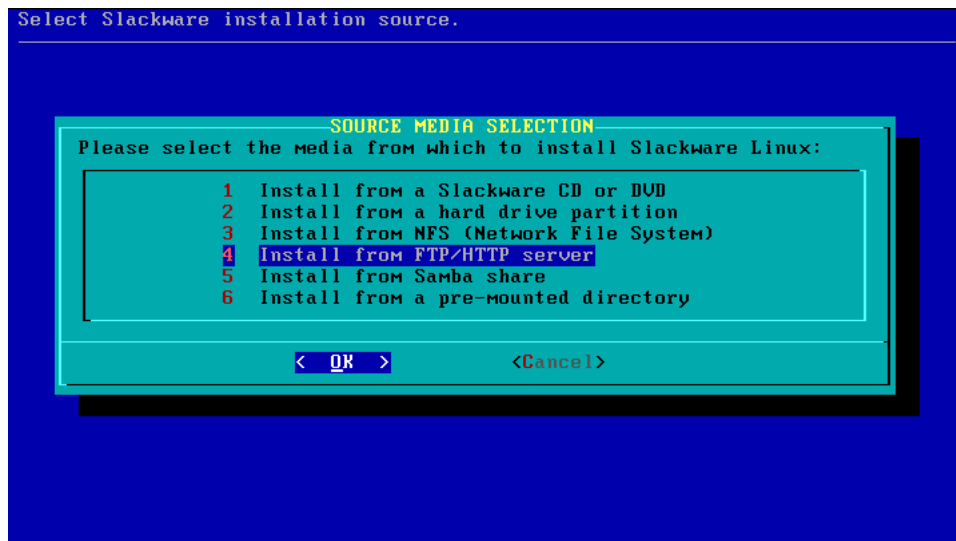 Select Slackware installation source.
SOURCE MEDIA SELECTION
Please select the media from which to install Slackware Linux:
1 Install from a Slackware CD or DVD
2 Install from a hard drive partition
3 Install from NFS (Network File System)
4 Install from FTP/HTTP server
5 Install from Samba share
6 Install from a pre-mounted directory
< OK > <Cancel>